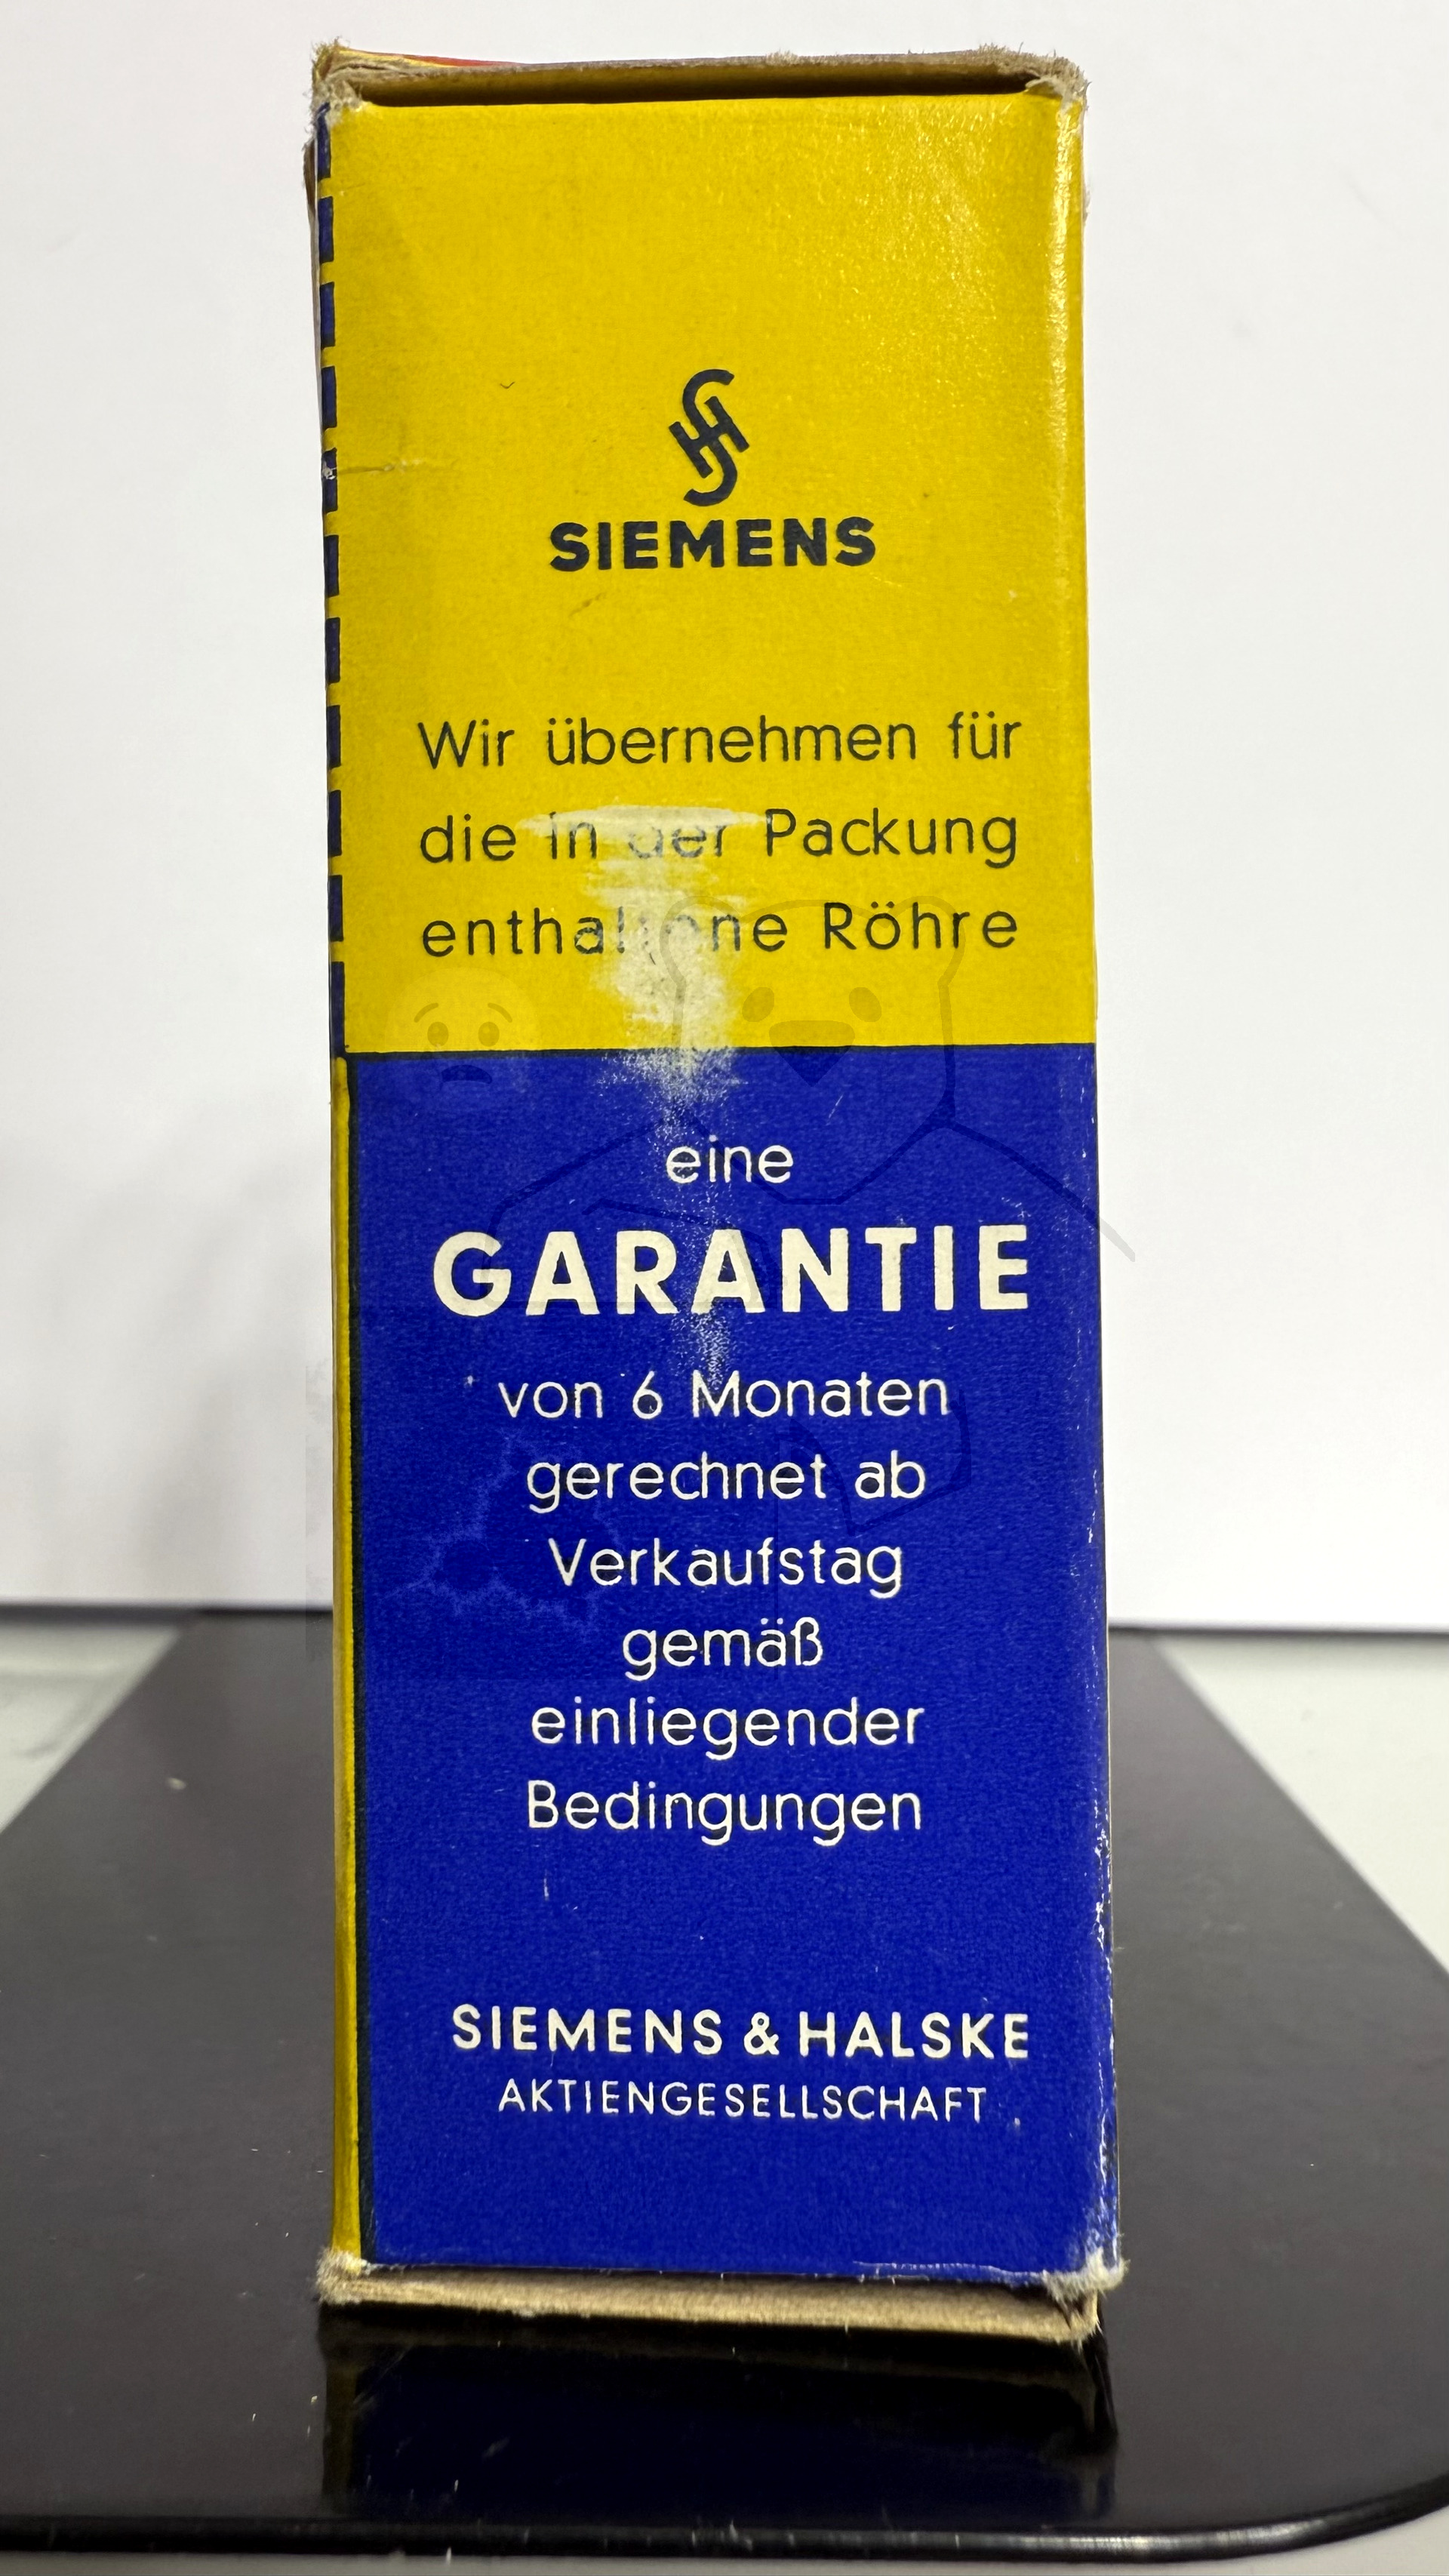 SIEMENS
Wir übernehmen für
die in der Packung
enthaltene Röhre
eine
GARANTIE
von 6 Monaten
gerechnet ab
Verkaufstag
gemäß
einliegender
Bedingungen
SIEMENS & HALSKE
AKTIENGESELLSCHAFT